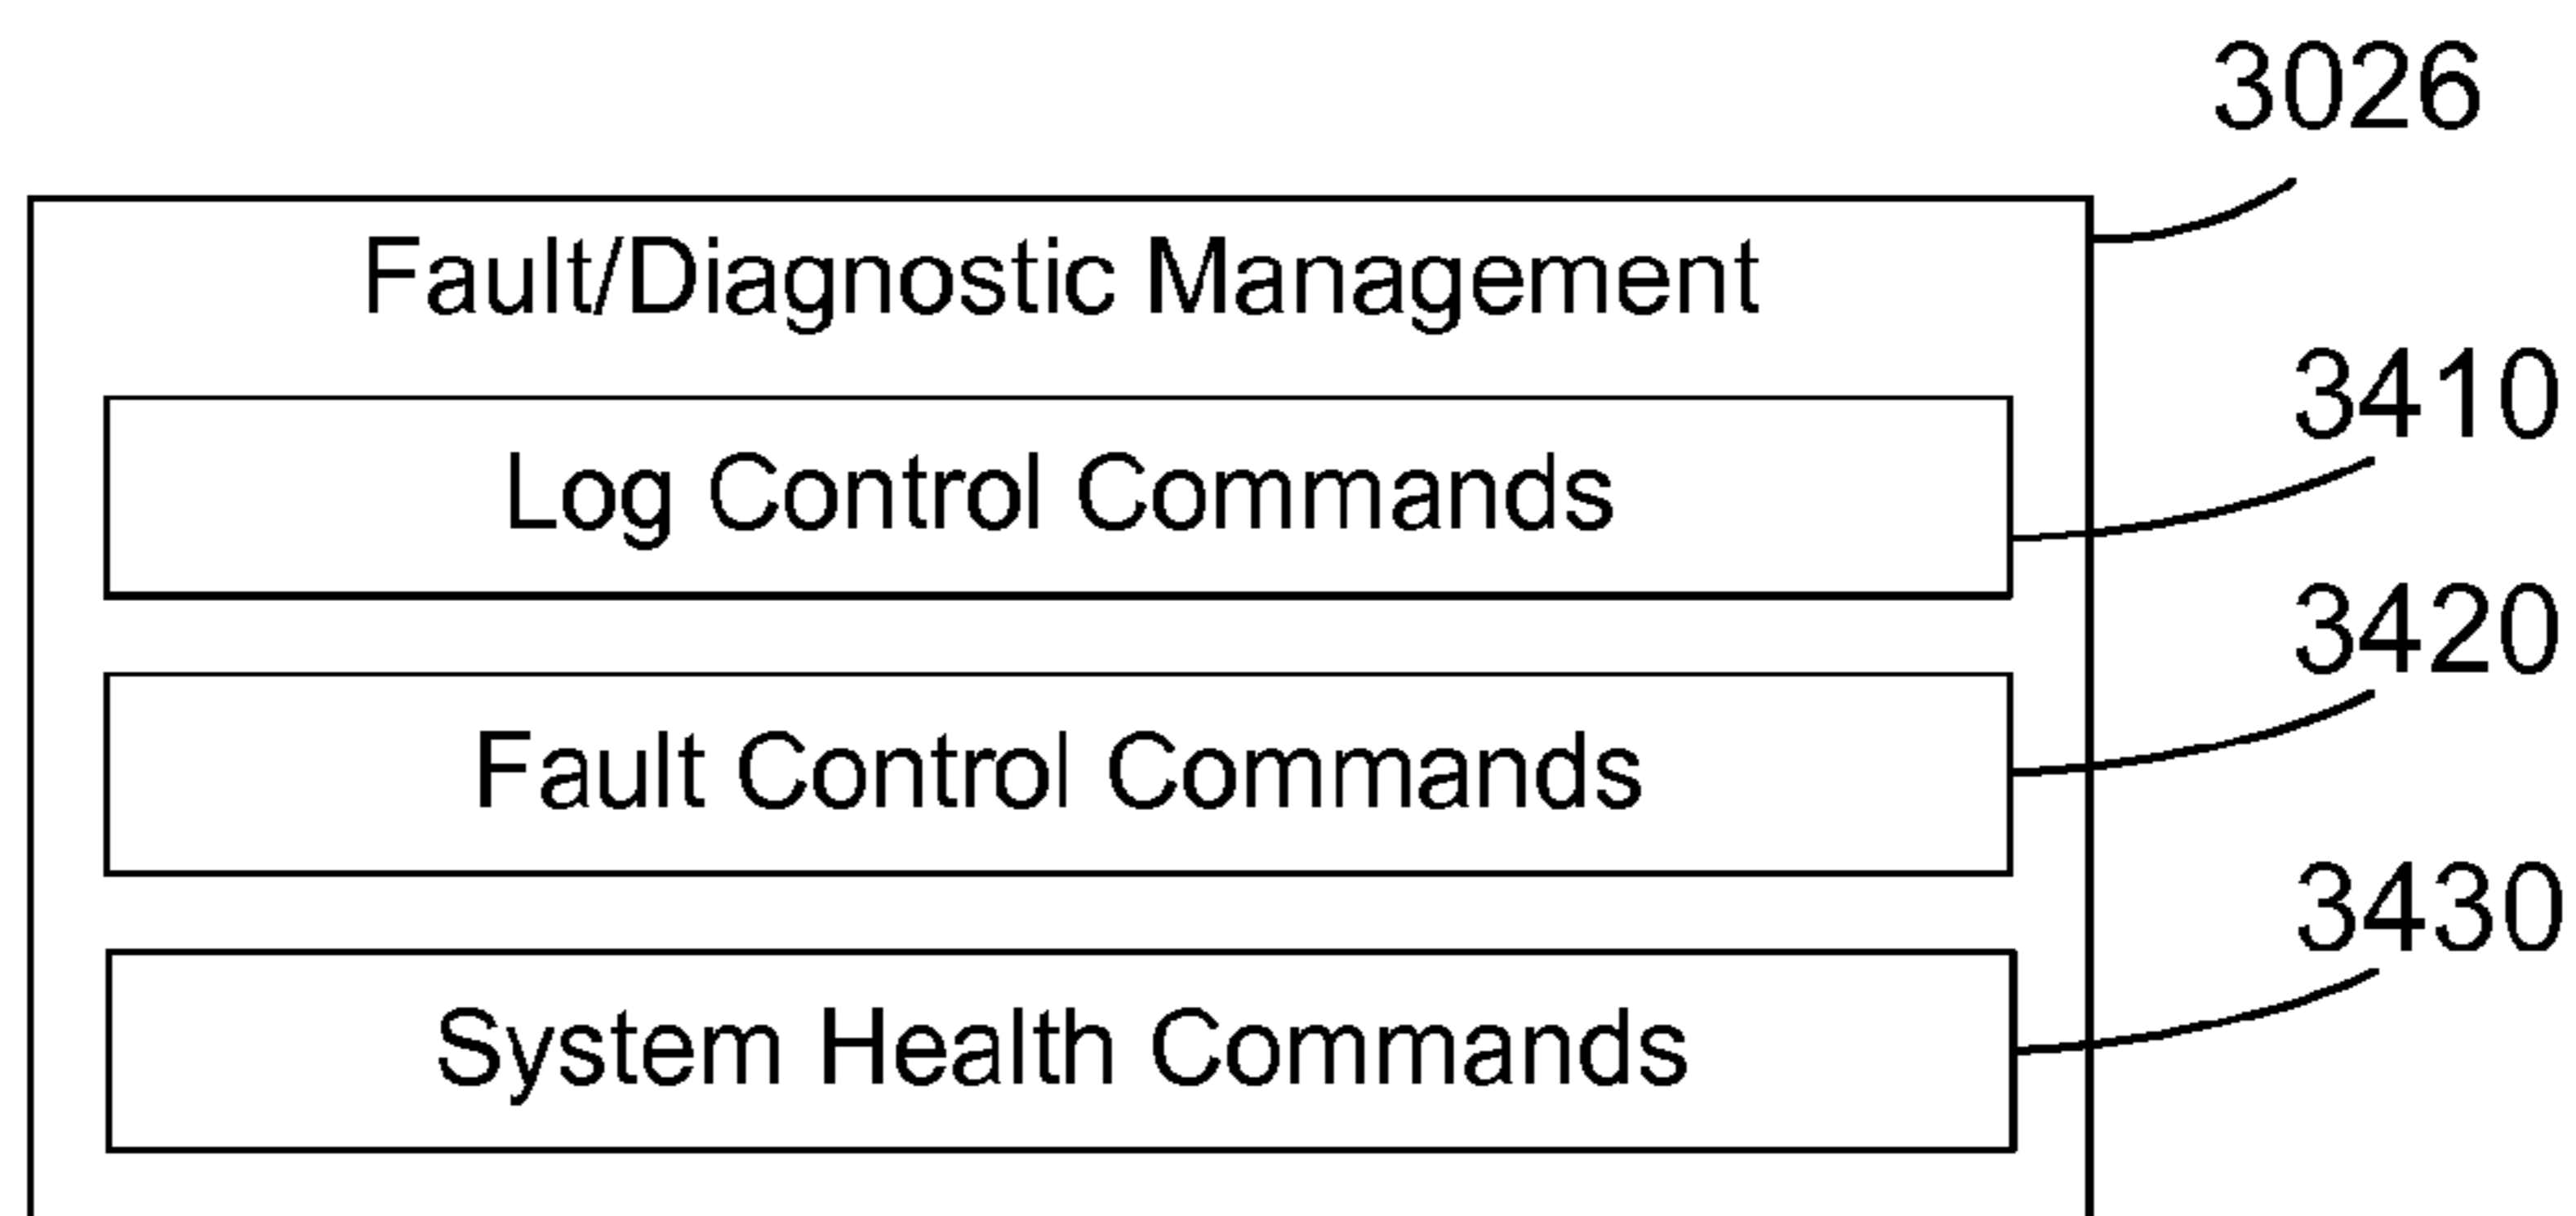 3026
Fault/Diagnostic Management
3410
Log Control Commands
3420
Fault Control Commands
3430
System Health Commands